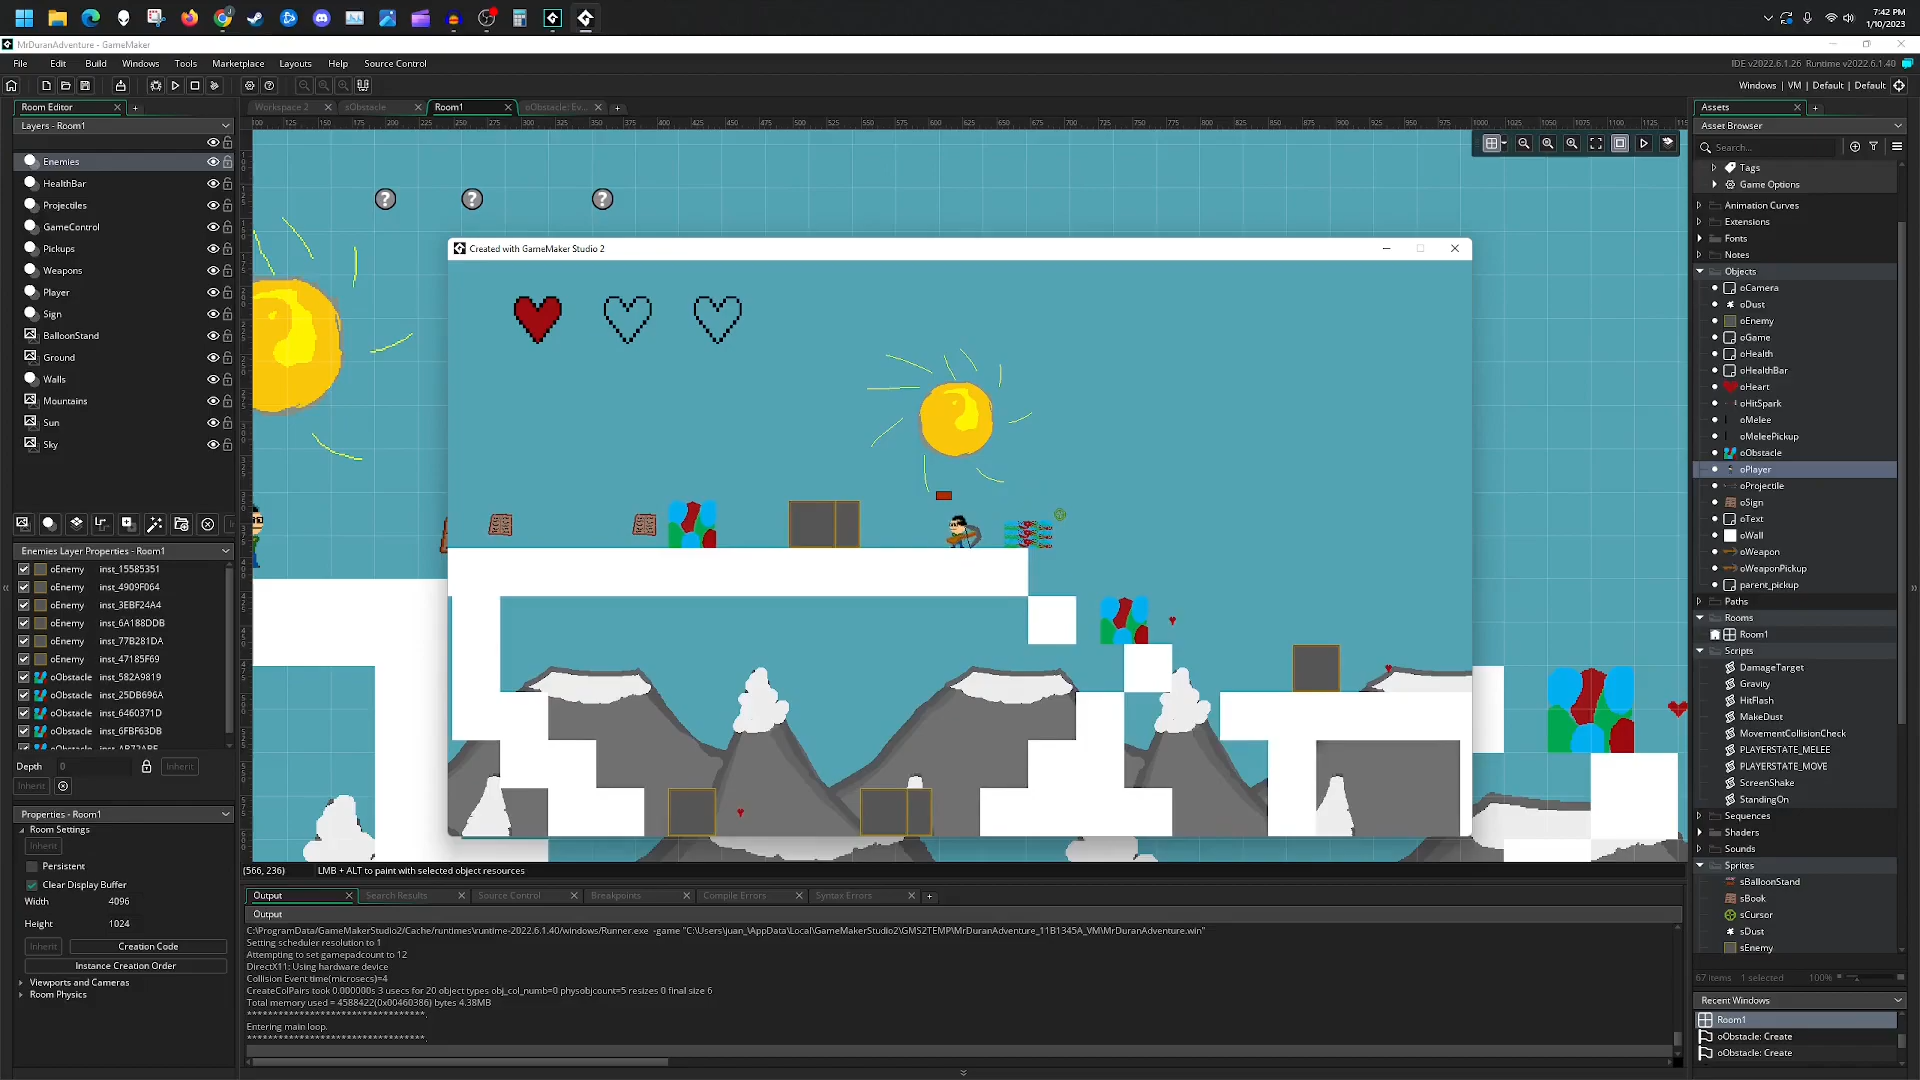 7:42 PM
1/10/2023
MrDuranAdventure - GameMaker
File Edit Build Windows Tools Marketplace Layouts Help Source Control
IDE v2022.6.1.26 Runtime v2022.6.1.40
Windows | VM | Default | Default
Room Editor
Workspace 2
sObstacle
Room1
oObstacle: Ev...
Layers - Room1
Enemies
HealthBar
Projectiles
GameControl
Pickups
Weapons
Player
Sign
BalloonStand
Ground
Walls
Mountains
Sun
Sky
Enemies Layer Properties - Room1
oEnemy inst_15585351
oEnemy inst_4909F064
oEnemy inst_3EBF24A4
oEnemy inst_6A188DDB
oEnemy inst_77B281DA
oEnemy inst_47185F69
oObstacle inst_582A9819
oObstacle inst_25DB696A
oObstacle inst_6460371D
oObstacle inst_6FBF63DB
Depth 0 Inherit
Inherit
Properties - Room1
Room Settings
Inherit
Persistent
Clear Display Buffer
Width 4096
Height 1024
Inherit Creation Code
Instance Creation Order
Viewports and Cameras
Room Physics
Created with GameMaker Studio 2
(566, 236) LMB + ALT to paint with selected object resources
Output
Search Results
Source Control
Breakpoints
Compile Errors
Syntax Errors
Output
C:\ProgramData/GameMakerStudio2/Cache/runtimes\runtime-2022.6.1.40/windows/Runner.exe -game "C:\Users\juan_\AppData\Local\GameMakerStudio2\GMS2TEMP\MrDuranAdventure_11B1345A_VM\MrDuranAdventure.win"
Setting scheduler resolution to 1
Attempting to set gamepadcount to 12
DirectX11: Using hardware device
Collision Event time(microsecs)=4
CreateColPairs took 0.000000s 3 usecs for 20 object types obj_col_numb=0 physobjcount=5 resizes 0 final size 6
Total memory used = 4588422(0x00460386) bytes 4.38MB
***********************************.
Entering main loop.
***********************************.
Assets
Asset Browser
Search...
Tags
Game Options
Animation Curves
Extensions
Fonts
Notes
Objects
oCamera
oDust
oEnemy
oGame
oHealth
oHealthBar
oHeart
oHitSpark
oMelee
oMeleePickup
oObstacle
oPlayer
oProjectile
oSign
oText
oWall
oWeapon
oWeaponPickup
parent_pickup
Paths
Rooms
Room1
Scripts
DamageTarget
Gravity
HitFlash
MakeDust
MovementCollisionCheck
PLAYERSTATE_MELEE
PLAYERSTATE_MOVE
ScreenShake
StandingOn
Sequences
Shaders
Sounds
Sprites
sBalloonStand
sBook
sCursor
sDust
sEnemy
67 items 1 selected 100%
Recent Windows
Room1
oObstacle: Create
oObstacle: Create